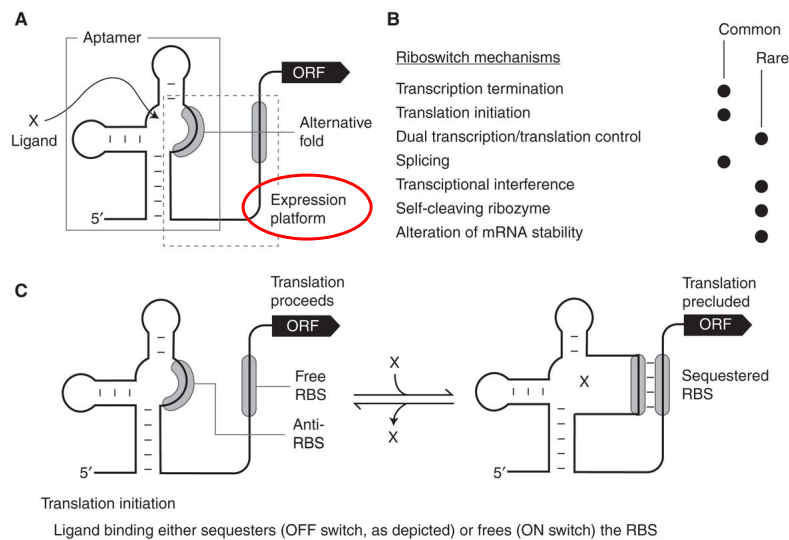 A
Aptamer
ORF
X
Ligand
Alternative
fold
Expression
platform
5′
B
Common
Rare
Riboswitch mechanisms
Transcription termination
Translation initiation
Dual transcription/translation control
Splicing
Transciptional interference
Self-cleaving ribozyme
Alteration of mRNA stability
C
Translation
proceeds
ORF
Free
RBS
Anti-
RBS
5′
X
X
Translation
precluded
ORF
X
Sequestered
RBS
5′
Translation initiation
Ligand binding either sequesters (OFF switch, as depicted) or frees (ON switch) the RBS